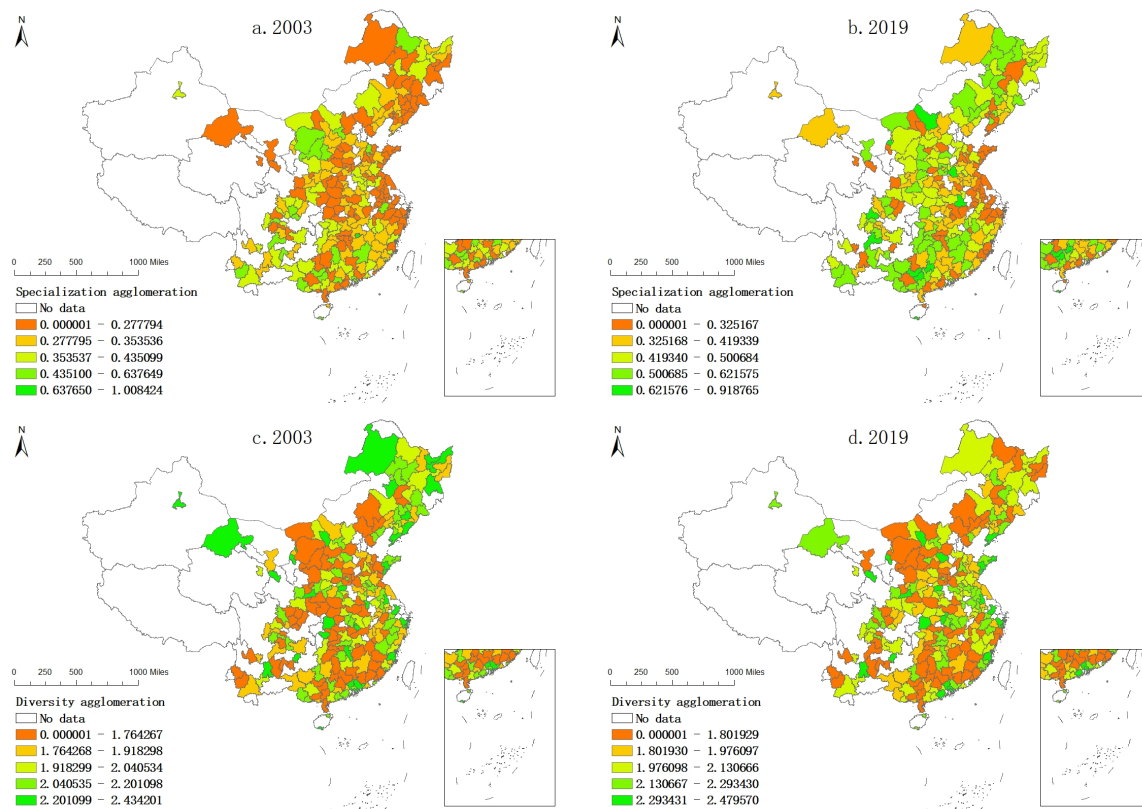 N
a.2003
0 250 500 1000 Miles
Specialization agglomeration
No data
0.000001 - 0.277794
0.277795 - 0.353536
0.353537 - 0.435099
0.435100 - 0.637649
0.637650 - 1.008424
N
b.2019
0 250 500 1000 Miles
Specialization agglomeration
No data
0.000001 - 0.325167
0.325168 - 0.419339
0.419340 - 0.500684
0.500685 - 0.621575
0.621576 - 0.918765
N
c.2003
0 250 500 1000 Miles
Diversity agglomeration
No data
0.000001 - 1.764267
1.764268 - 1.918298
1.918299 - 2.040534
2.040535 - 2.201098
2.201099 - 2.434201
N
d.2019
0 250 500 1000 Miles
Diversity agglomeration
No data
0.000001 - 1.801929
1.801930 - 1.976097
1.976098 - 2.130666
2.130667 - 2.293430
2.293431 - 2.479570